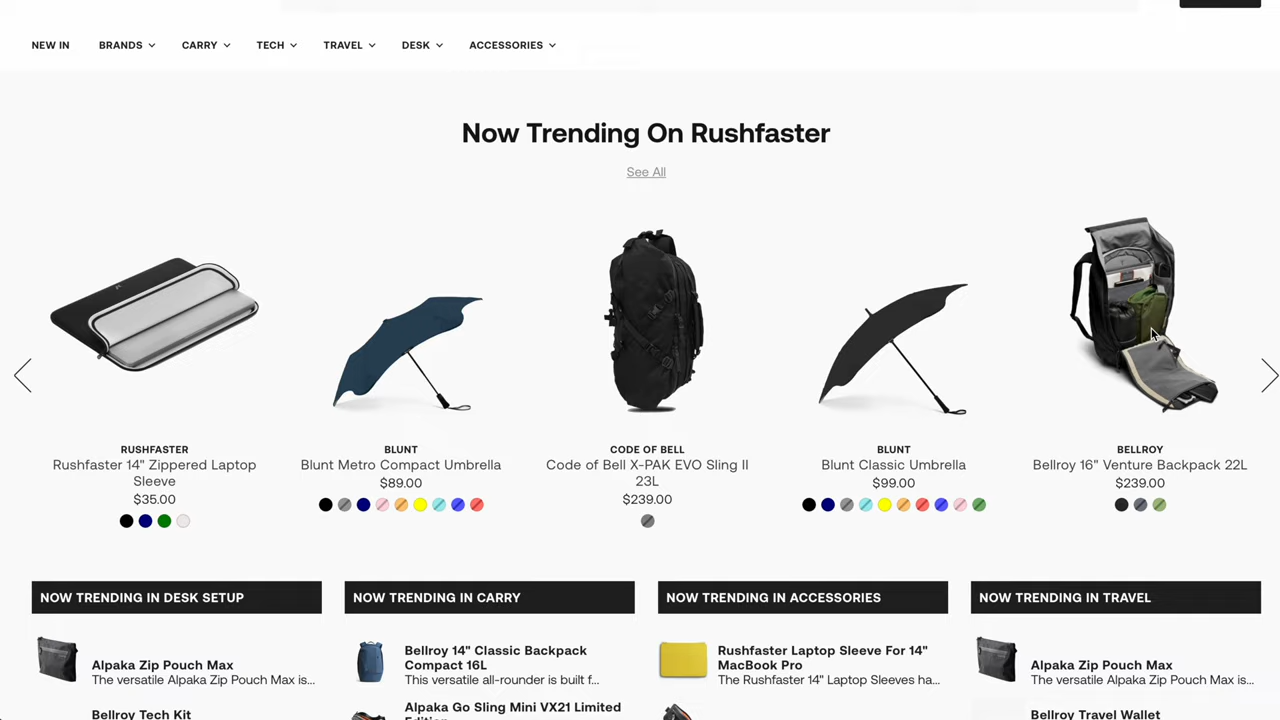 NEW IN BRANDS CARRY TECH TRAVEL DESK ACCESSORIES
Now Trending On Rushfaster
See All
RUSHFASTER
Rushfaster 14" Zippered Laptop
Sleeve
$35.00
BLUNT
Blunt Metro Compact Umbrella
$89.00
CODE OF BELL
Code of Bell X-PAK EVO Sling II
23L
$239.00
BLUNT
Blunt Classic Umbrella
$99.00
BELLROY
Bellroy 16" Venture Backpack 22L
$239.00
NOW TRENDING IN DESK SETUP
Alpaka Zip Pouch Max
The versatile Alpaka Zip Pouch Max is...
Bellroy Tech Kit
NOW TRENDING IN CARRY
Bellroy 14" Classic Backpack
Compact 16L
This versatile all-rounder is built f...
Alpaka Go Sling Mini VX21 Limited
Edition
NOW TRENDING IN ACCESSORIES
Rushfaster Laptop Sleeve For 14"
MacBook Pro
The Rushfaster 14" Laptop Sleeves ha...
NOW TRENDING IN TRAVEL
Alpaka Zip Pouch Max
The versatile Alpaka Zip Pouch Max is...
Bellroy Travel Wallet